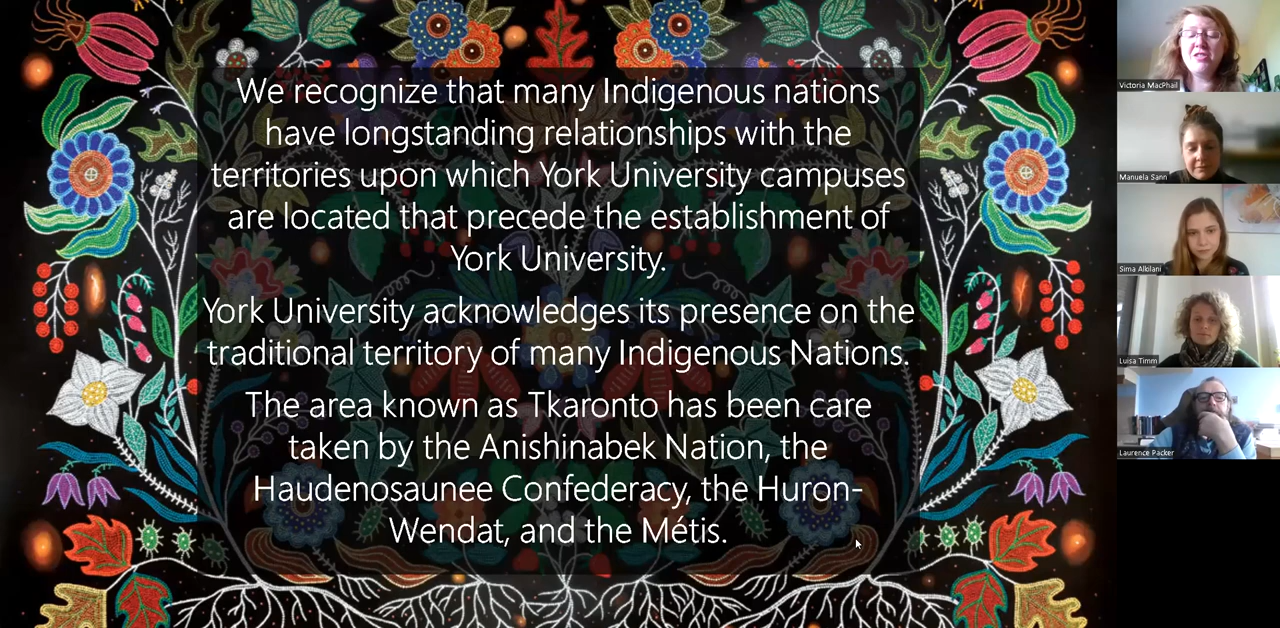 We recognize that many Indigenous nations
have longstanding relationships with the
territories upon which York University campuses
are located that precede the establishment of
York University.
York University acknowledges its presence on the
traditional territory of many Indigenous Nations.
The area known as Tkaronto has been care
taken by the Anishinabek Nation, the
Haudenosaunee Confederacy, the Huron-
Wendat, and the Métis.
Victoria MacPhail
Manuela Sann
Sima Alkilani
Luisa Timm
Laurence Packer